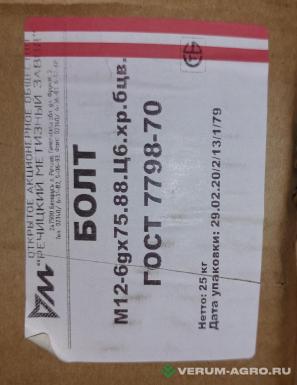 ОТКРЫТОЕ АКЦИОНЕРНОЕ ОБЩЕСТВО
"РЕЧИЦКИЙ МЕТИЗНЫЙ ЗАВОД"
БОЛТ
М12-6gx75.88.Ц6.хр.бцв.
ГОСТ 7798-70
Нетто: 25 кг
Дата упаковки: 29.02.20/2/13/1/79
VERUM-AGRO.RU